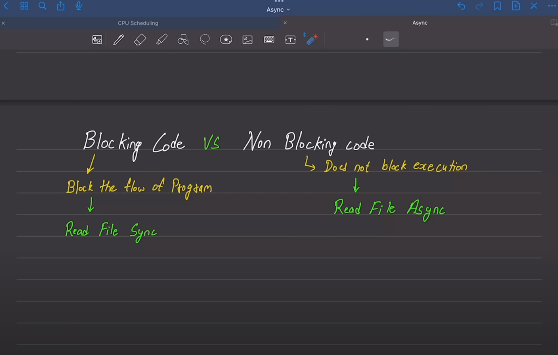 Async
CPU Scheduling
Async
Blocking Code VS Non Blocking code
Block the flow of Program
Does not block execution
Read File Sync
Read File Async